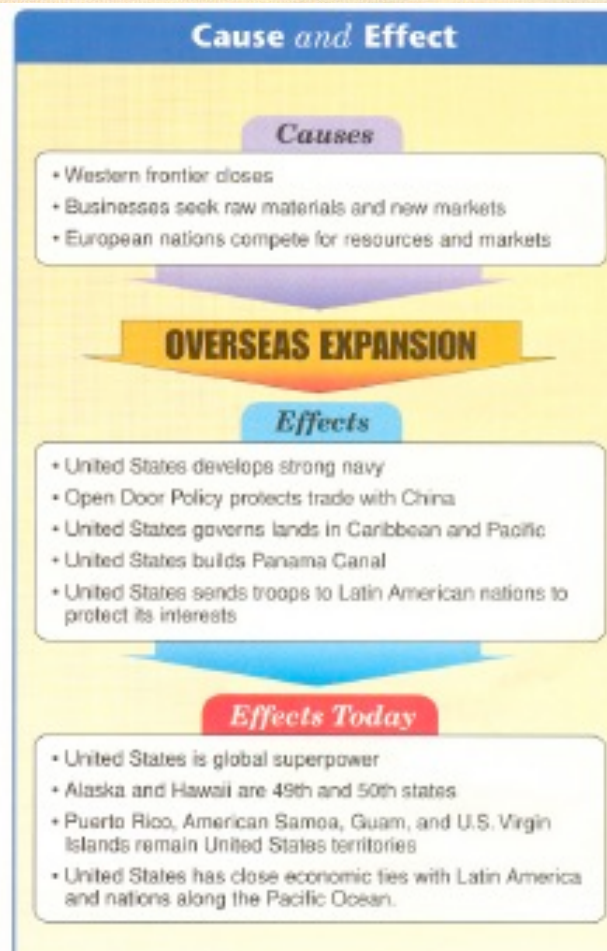 Cause and Effect
Causes
• Western frontier closes
• Businesses seek raw materials and new markets
• European nations compete for resources and markets
OVERSEAS EXPANSION
Effects
• United States develops strong navy
• Open Door Policy protects trade with China
• United States governs lands in Caribbean and Pacific
• United States builds Panama Canal
• United States sends troops to Latin American nations to
protect its interests
Effects Today
• United States is global superpower
• Alaska and Hawaii are 49th and 50th states
• Puerto Rico, American Samoa, Guam, and U.S. Virgin
Islands remain United States territories
• United States has close economic ties with Latin America
and nations along the Pacific Ocean.